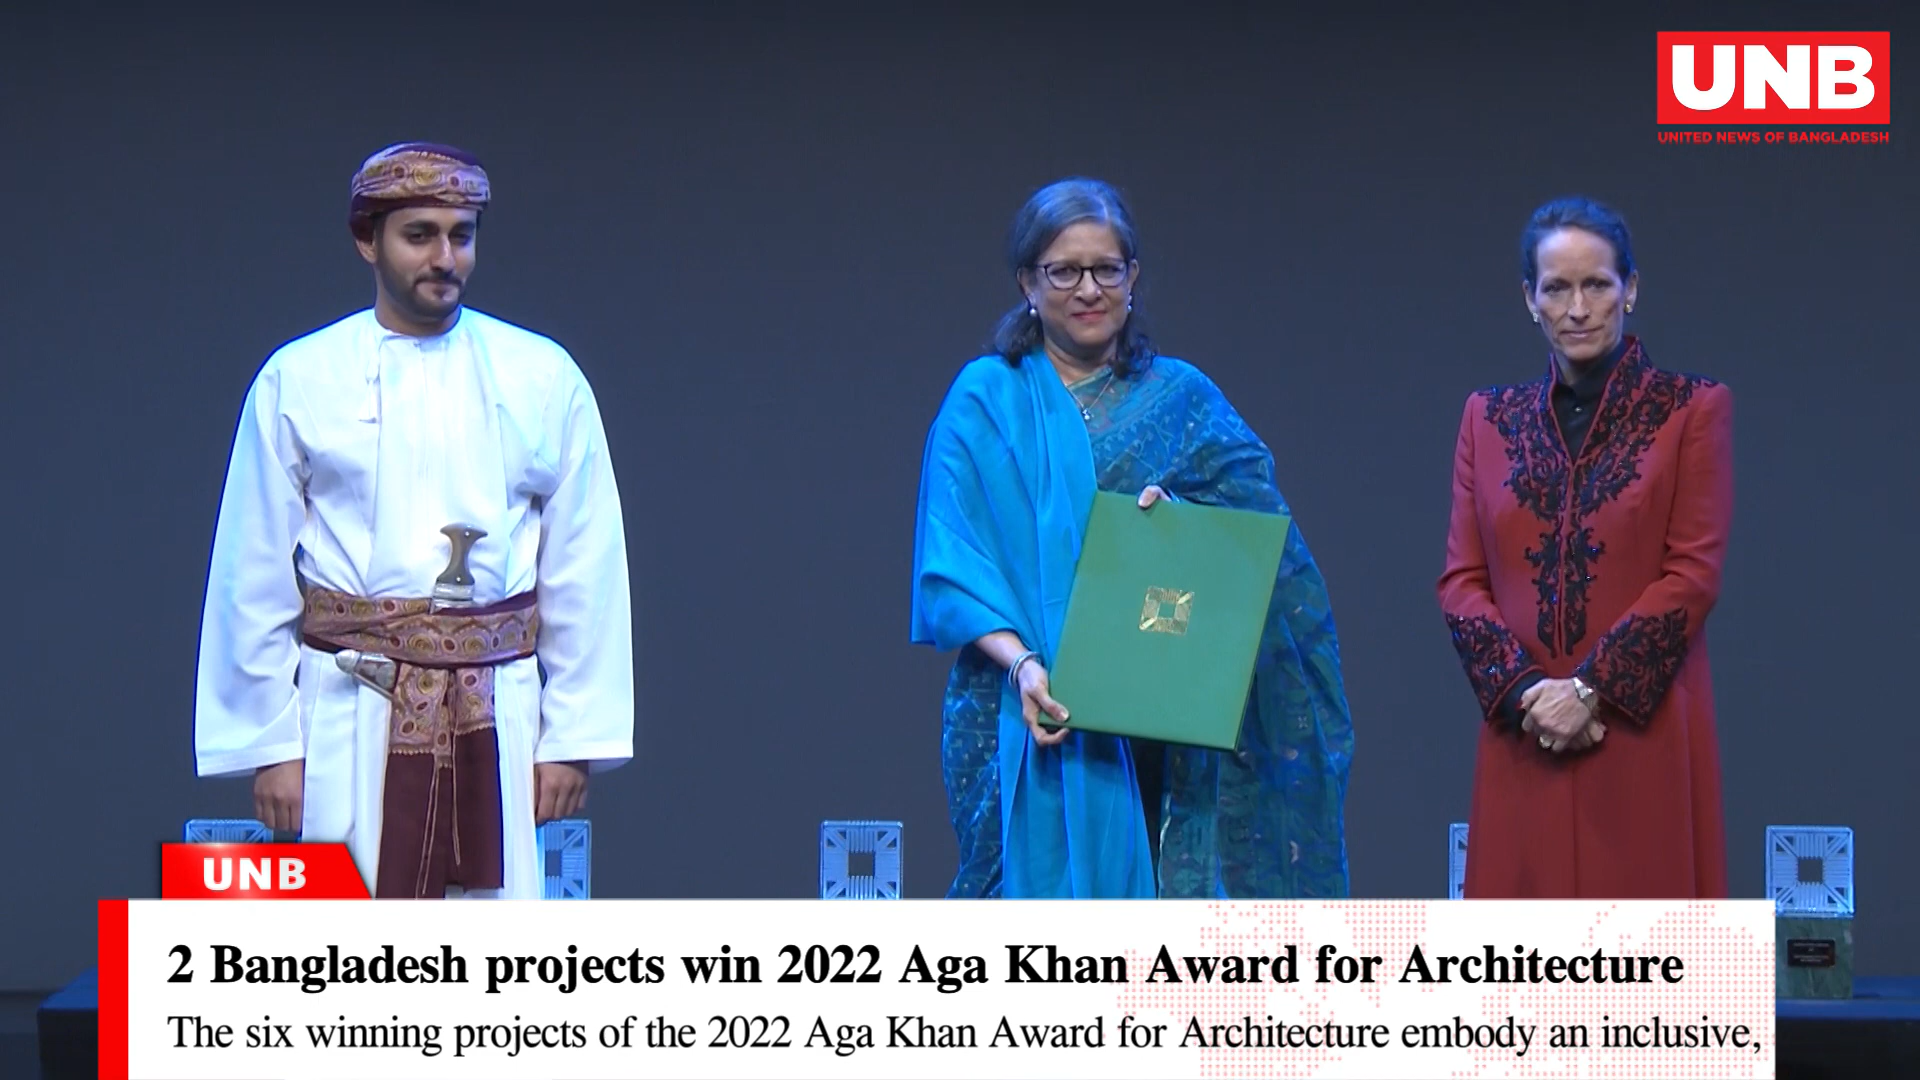 UNB
UNITED NEWS OF BANGLADESH
UNB
2 Bangladesh projects win 2022 Aga Khan Award for Architecture
The six winning projects of the 2022 Aga Khan Award for Architecture embody an inclusive,